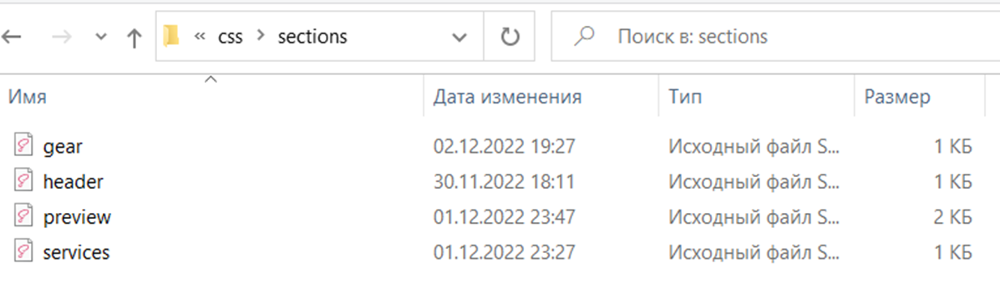 « css > sections Поиск в: sections
Имя Дата изменения Тип Размер
gear 02.12.2022 19:27 Исходный файл S... 1 КБ
header 30.11.2022 18:11 Исходный файл S... 1 КБ
preview 01.12.2022 23:47 Исходный файл S... 2 КБ
services 01.12.2022 23:27 Исходный файл S... 1 КБ